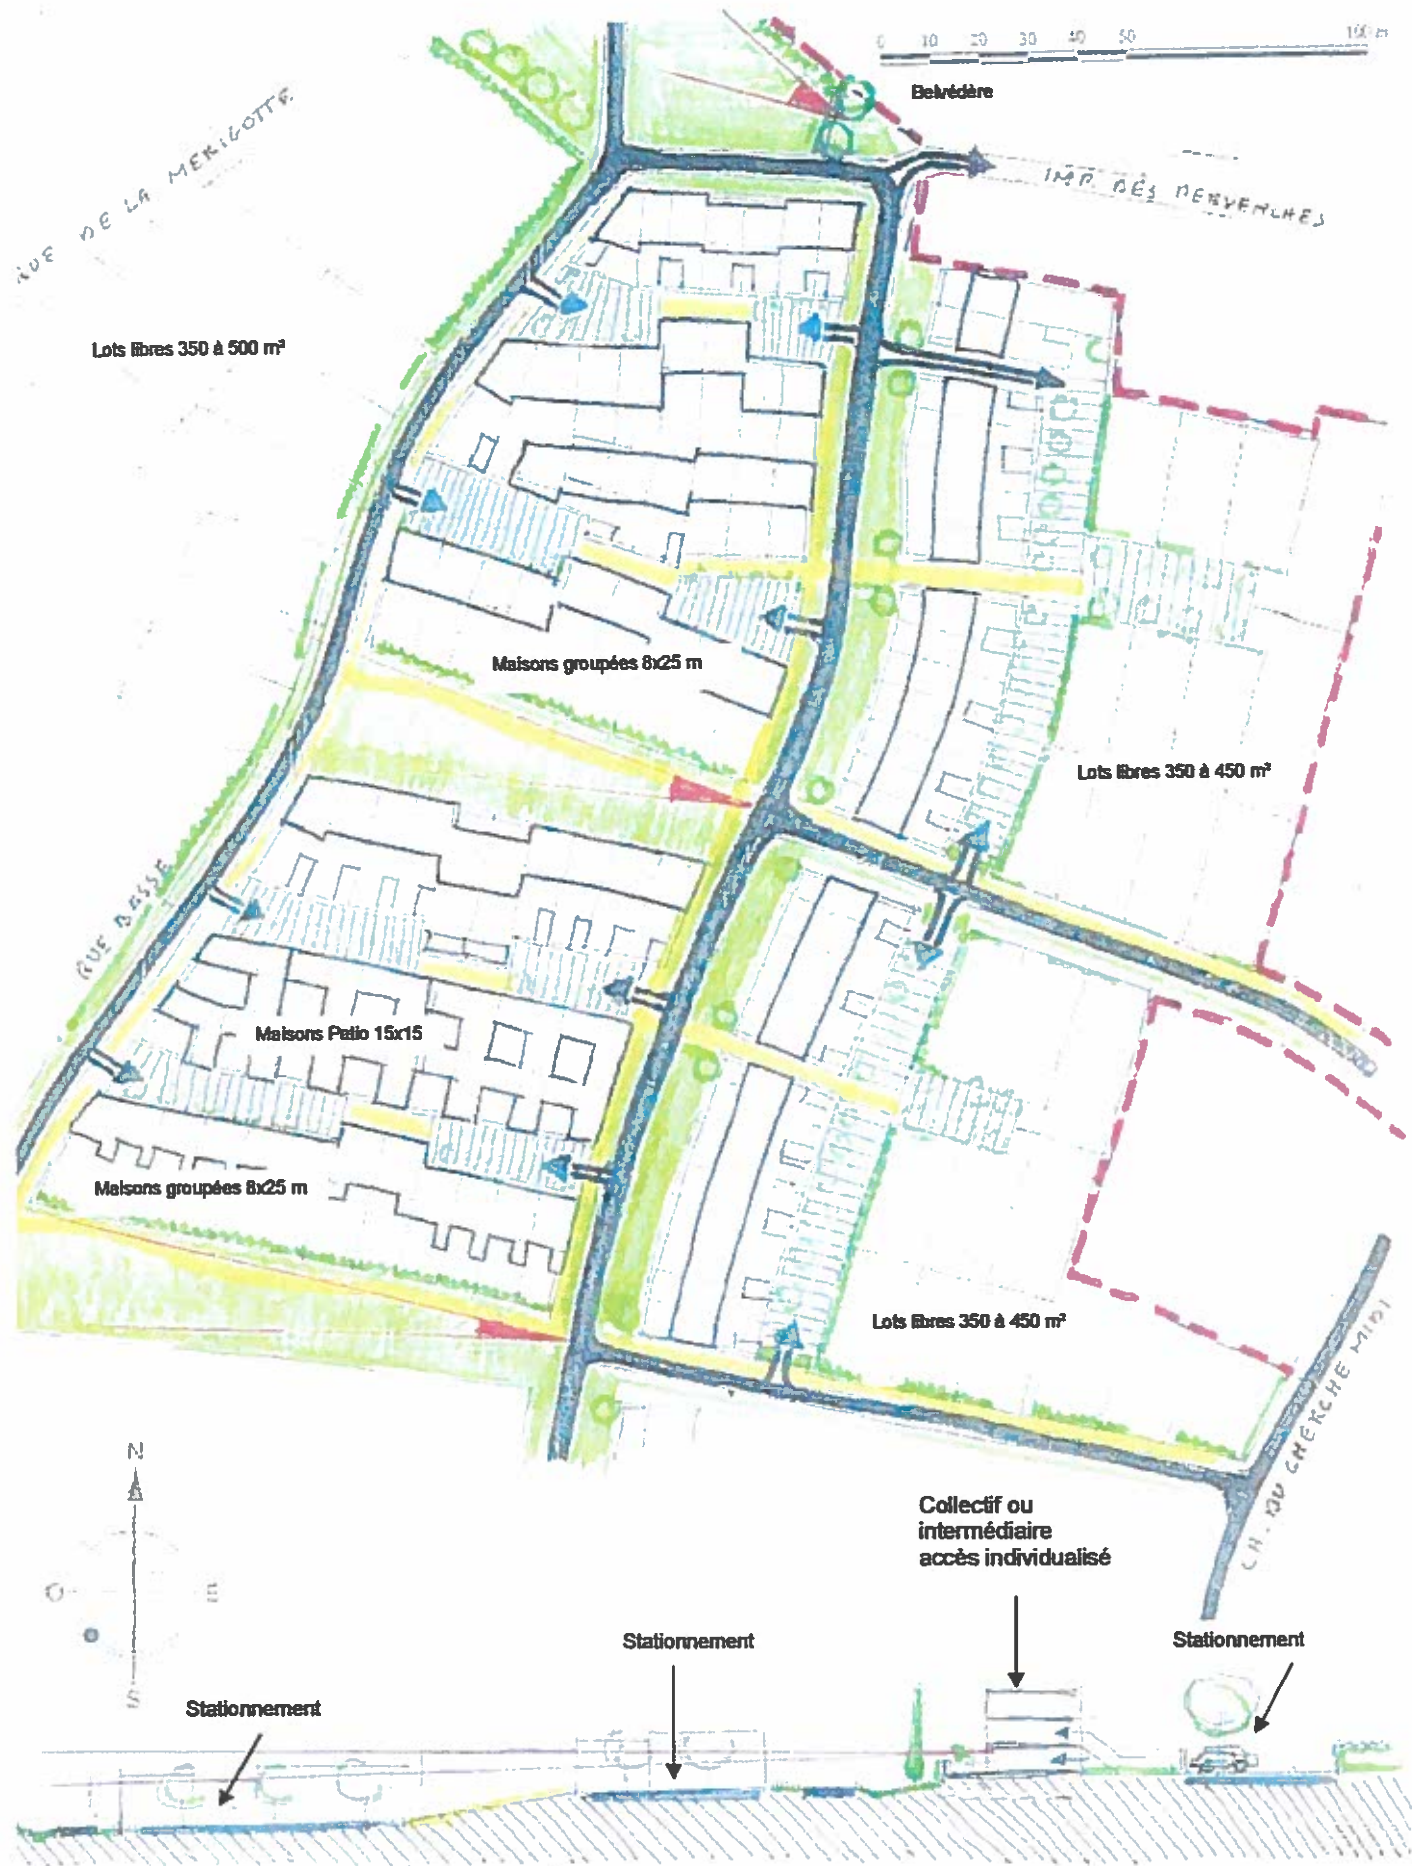 0 10 20 30 40 50 100 m
Belvédère
RUE DE LA MERIGOTTE
IMP. DES PERVENCHES
Lots libres 350 à 500 m²
Maisons groupées 8x25 m
Lots libres 350 à 450 m²
RUE BASSE
Maisons Patio 15x15
Maisons groupées 8x25 m
Lots libres 350 à 450 m²
CH. DU CHERCHE MIDI
N
O
E
S
Collectif ou
intermédiaire
accès individualisé
Stationnement
Stationnement
Stationnement